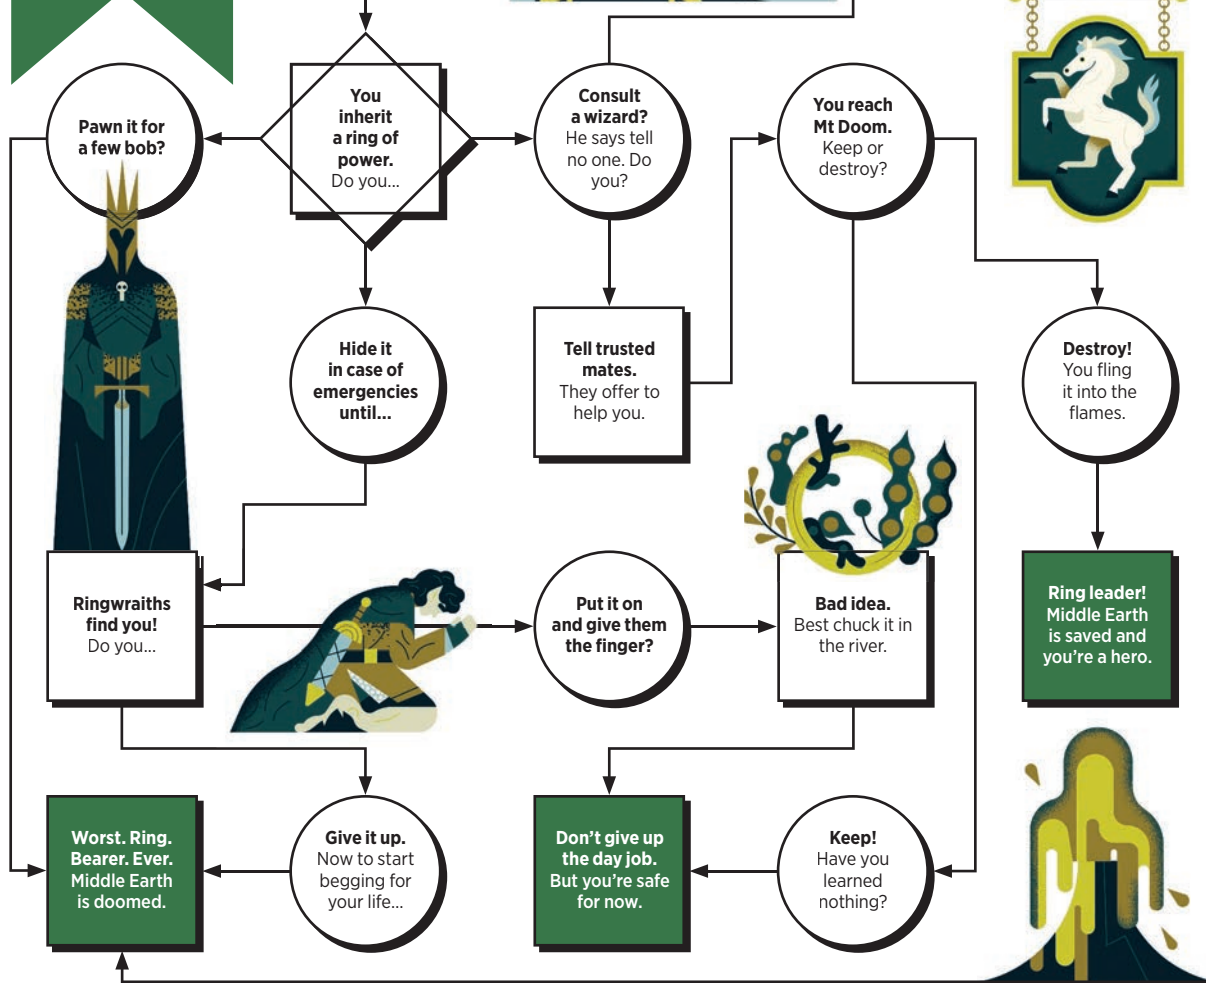 Pawn it for
a few bob?
You
inherit
a ring of
power.
Do you...
Consult
a wizard?
He says tell
no one. Do
you?
You reach
Mt Doom.
Keep or
destroy?
Hide it
in case of
emergencies
until...
Tell trusted
mates.
They offer to
help you.
Destroy!
You fling
it into the
flames.
Ringwraiths
find you!
Do you...
Put it on
and give them
the finger?
Bad idea.
Best chuck it in
the river.
Ring leader!
Middle Earth
is saved and
you're a hero.
Worst. Ring.
Bearer. Ever.
Middle Earth
is doomed.
Give it up.
Now to start
begging for
your life...
Don't give up
the day job.
But you're safe
for now.
Keep!
Have you
learned
nothing?